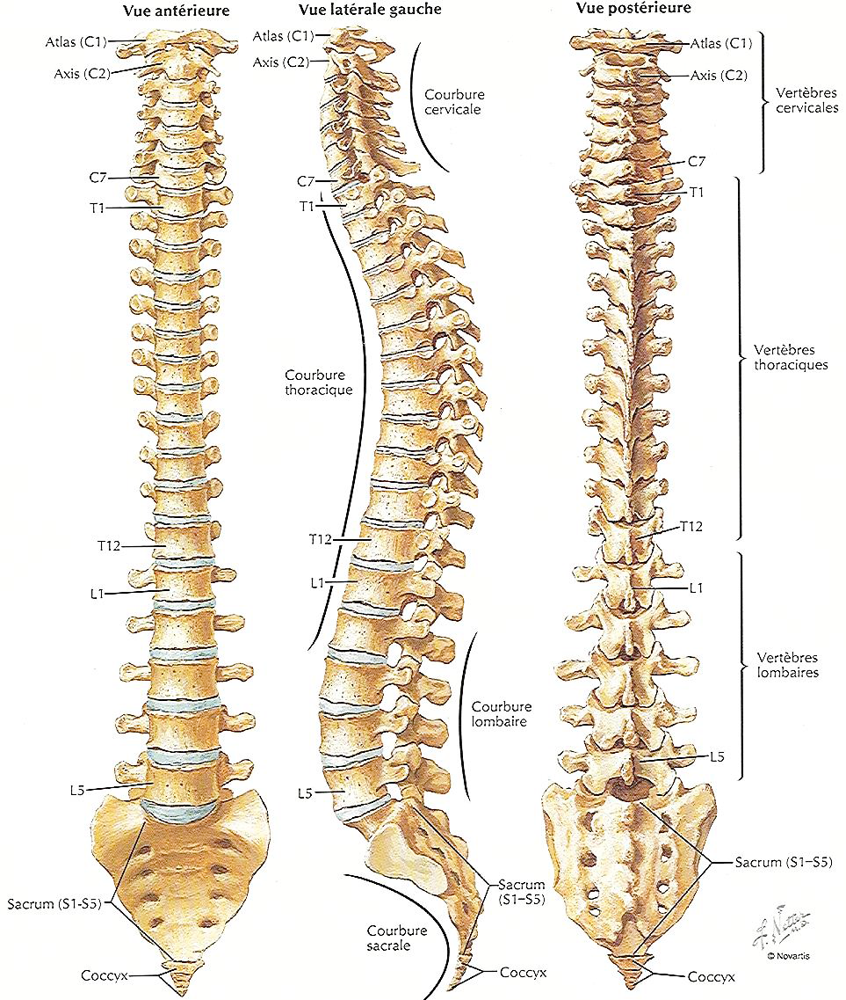 Vue antérieure
Atlas (C1)
Axis (C2)
C7
T1
T12
L1
L5
Sacrum (S1-S5)
Coccyx
Vue latérale gauche
Atlas (C1)
Axis (C2)
Courbure
cervicale
C7
T1
Courbure
thoracique
T12
L1
Courbure
lombaire
L5
Sacrum
(S1–S5)
Courbure
sacrale
Coccyx
Vue postérieure
Atlas (C1)
Axis (C2)
Vertèbres
cervicales
C7
T1
Vertèbres
thoraciques
T12
L1
Vertèbres
lombaires
L5
Sacrum (S1–S5)
Coccyx
F. Netter
M.D.
© Novartis